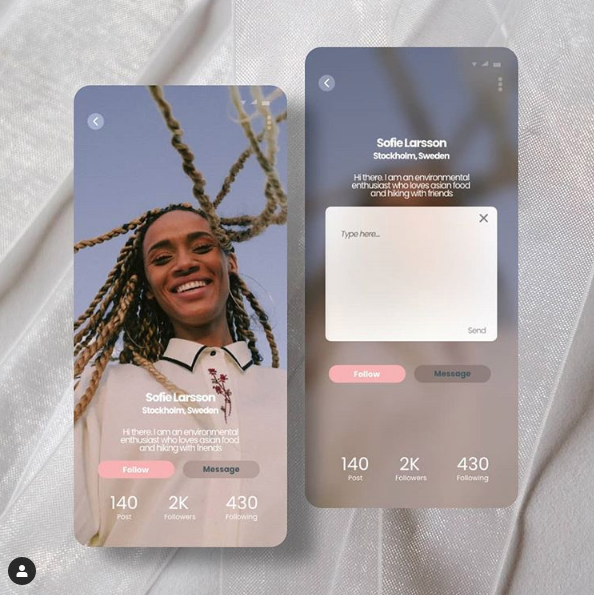 Sofie Larsson
Stockholm, Sweden
Hi there. I am an environmental
enthusiast who loves asian food
and hiking with friends
Follow
Message
140
2K
430
Post
Followers
Following
Sofie Larsson
Stockholm, Sweden
Hi there. I am an environmental
enthusiast who loves asian food
and hiking with friends
Type here...
Send
Follow
Message
140
2K
430
Post
Followers
Following